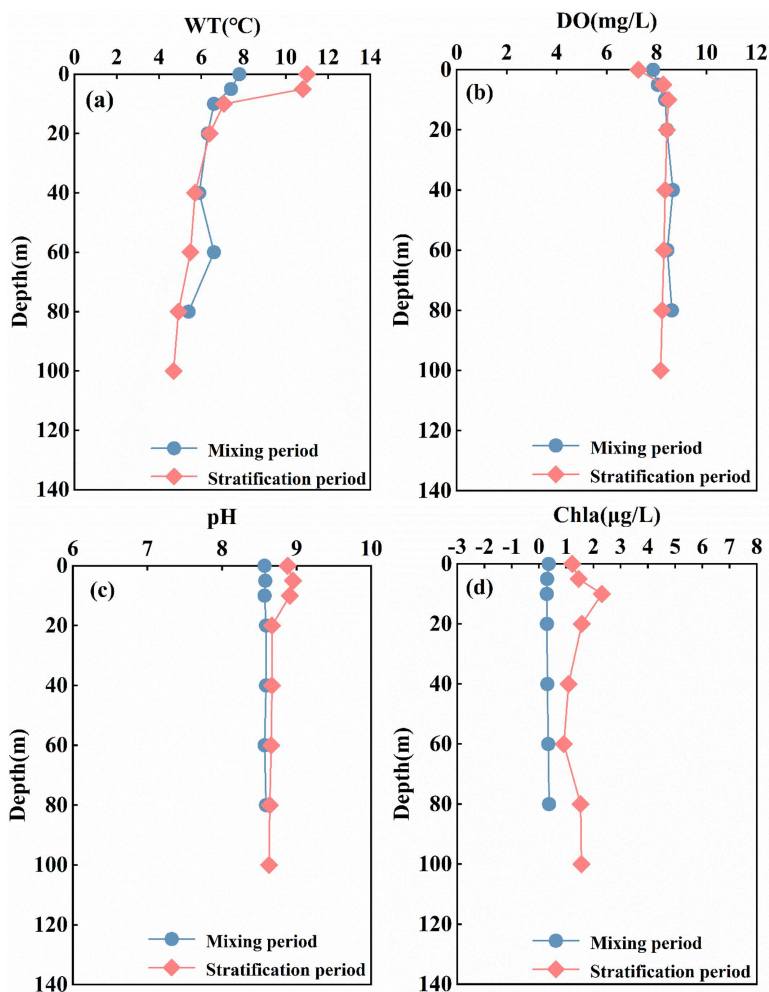 WT(℃)
0 2 4 6 8 10 12 14
(a)
Depth(m)
0
20
40
60
80
100
120
140
Mixing period
Stratification period
DO(mg/L)
0 2 4 6 8 10 12
(b)
Depth(m)
0
20
40
60
80
100
120
140
Mixing period
Stratification period
pH
6 7 8 9 10
(c)
Depth(m)
0
20
40
60
80
100
120
140
Mixing period
Stratification period
Chla(μg/L)
-3 -2 -1 0 1 2 3 4 5 6 7 8
(d)
Depth(m)
0
20
40
60
80
100
120
140
Mixing period
Stratification period